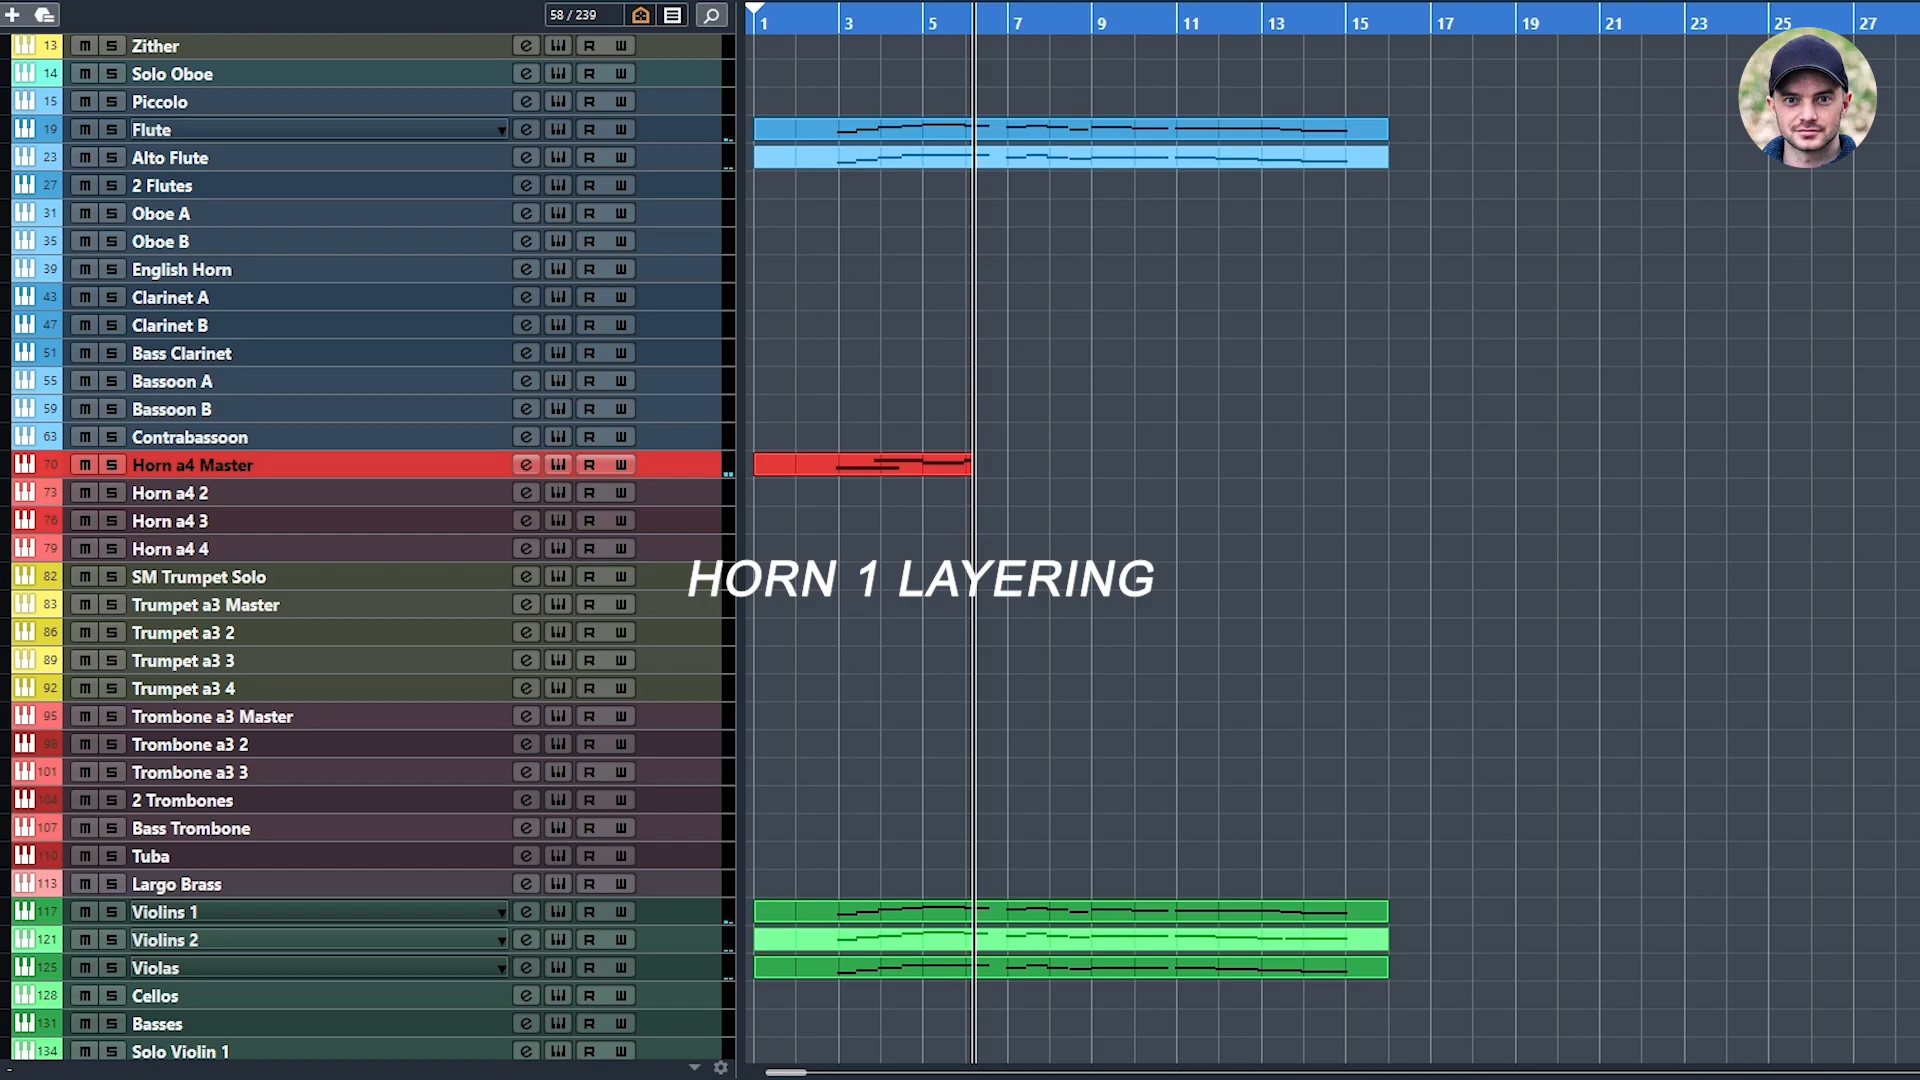 58 / 239
1 3 5 7 9 11 13 15 17 19 21 23 25 27
13 m S Zither e R W
14 m S Solo Oboe e R W
15 m S Piccolo e R W
19 m S Flute e R W
23 m S Alto Flute e R W
27 m S 2 Flutes e R W
31 m S Oboe A e R W
35 m S Oboe B e R W
39 m S English Horn e R W
43 m S Clarinet A e R W
47 m S Clarinet B e R W
51 m S Bass Clarinet e R W
55 m S Bassoon A e R W
59 m S Bassoon B e R W
63 m S Contrabassoon e R W
70 m S Horn a4 Master e R W
73 m S Horn a4 2 e R W
76 m S Horn a4 3 e R W
79 m S Horn a4 4 e R W
82 m S SM Trumpet Solo e R W
HORN 1 LAYERING
83 m S Trumpet a3 Master e R W
86 m S Trumpet a3 2 e R W
89 m S Trumpet a3 3 e R W
92 m S Trumpet a3 4 e R W
95 m S Trombone a3 Master e R W
98 m S Trombone a3 2 e R W
101 m S Trombone a3 3 e R W
104 m S 2 Trombones e R W
107 m S Bass Trombone e R W
110 m S Tuba e R W
113 m S Largo Brass e R W
117 m S Violins 1 e R W
121 m S Violins 2 e R W
125 m S Violas e R W
128 m S Cellos e R W
131 m S Basses e R W
134 m S Solo Violin 1 e R W